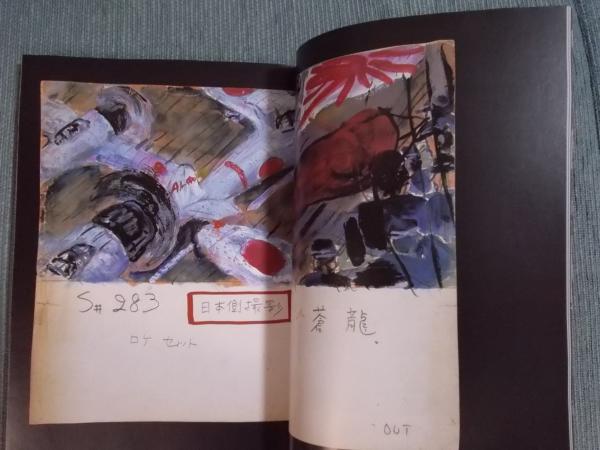 S# 283
日本側撮影
ロケ セット
蒼龍
OUT